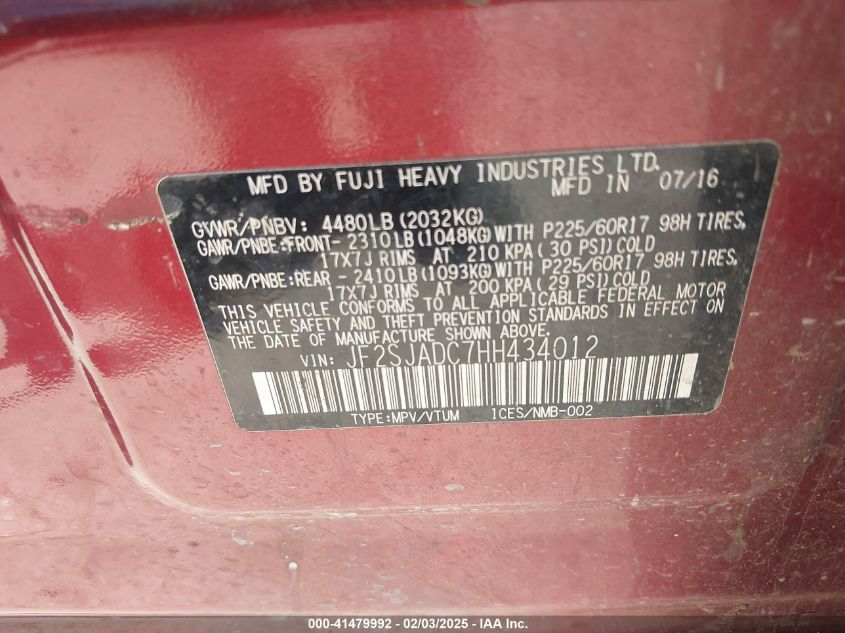 MFD BY FUJI HEAVY INDUSTRIES LTD.
MFD IN 07/16
GVWR/PNBV: 4480LB(2032KG)
GAWR/PNBE:FRONT- 2310LB(1048KG)WITH P225/60R17 98H TIRES,
17X7J RIMS AT 210 KPA(30 PSI)COLD
GAWR/PNBE:REAR - 2410LB(1093KG)WITH P225/60R17 98H TIRES,
17X7J RIMS AT 200 KPA(29 PSI)COLD
THIS VEHICLE CONFORMS TO ALL APPLICABLE FEDERAL MOTOR
VEHICLE SAFETY AND THEFT PREVENTION STANDARDS IN EFFECT ON
THE DATE OF MANUFACTURE SHOWN ABOVE.
VIN: JF2SJADC7HH434012
TYPE:MPV/VTUM ICES/NMB-002
000-41479992 - 02/03/2025 - IAA Inc.